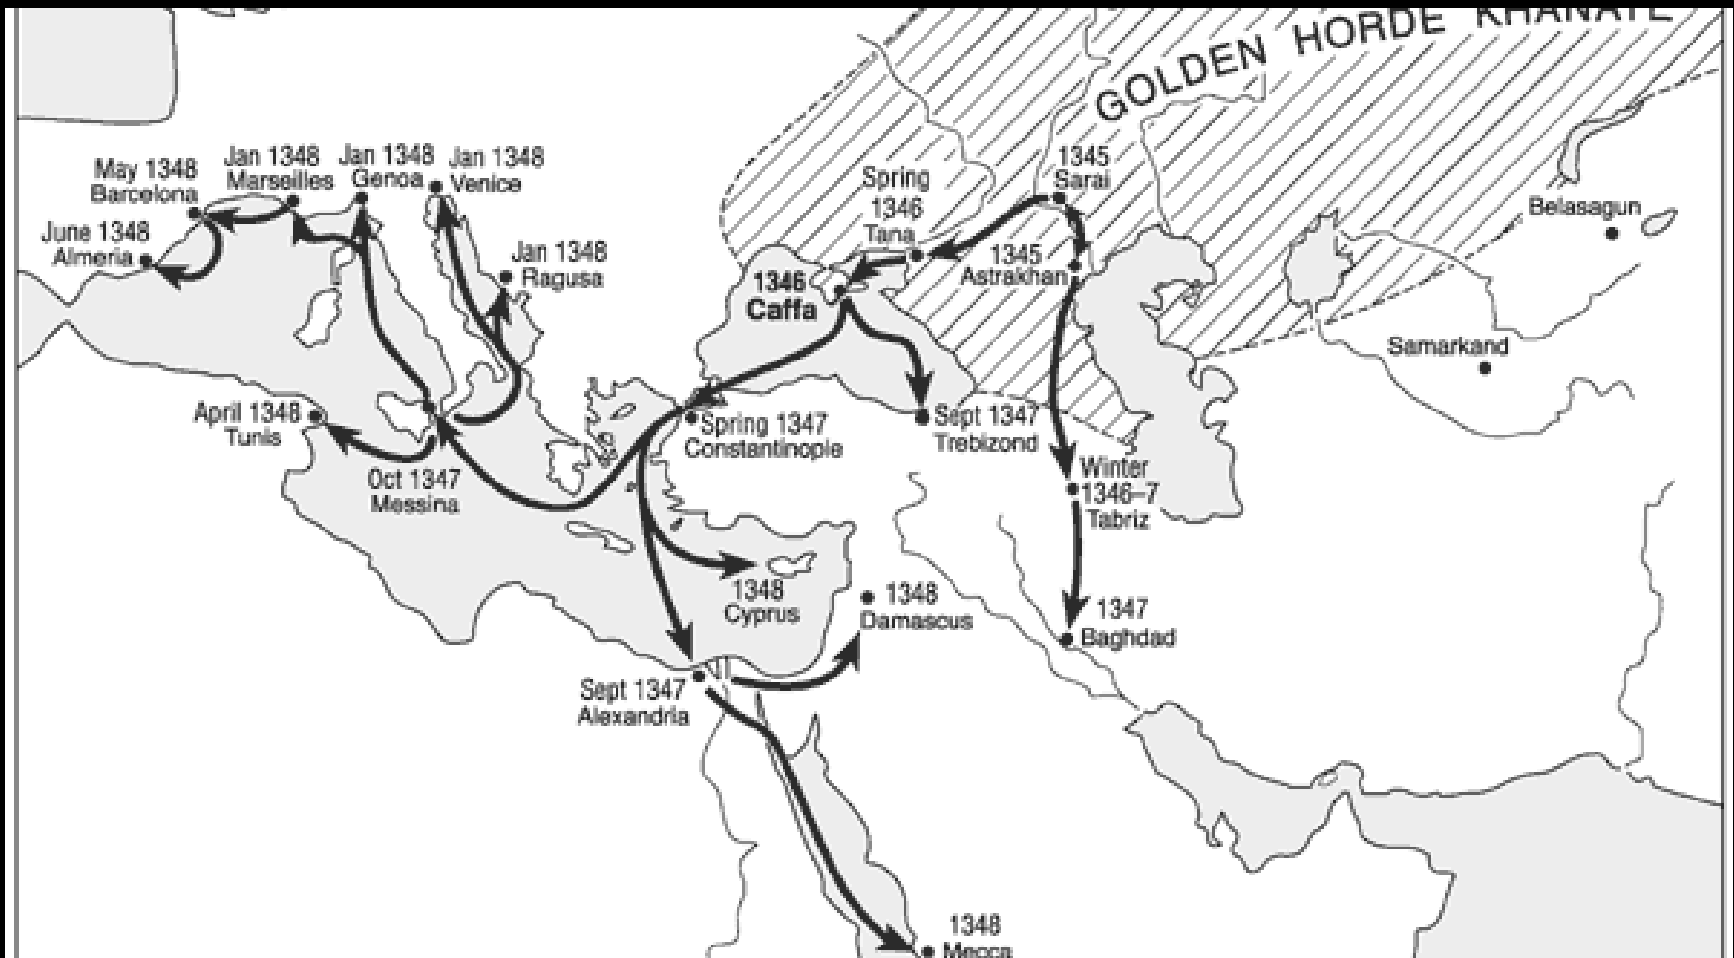 GOLDEN HORDE KHANATE
May 1348
Barcelona
Jan 1348
Marseilles
Jan 1348
Genoa
Jan 1348
Venice
June 1348
Almeria
Jan 1348
Ragusa
Spring
1346
Tana
1345
Sarai
1345
Astrakhan
1346
Caffa
Belasagun
Samarkand
April 1348
Tunis
Oct 1347
Messina
Spring 1347
Constantinople
Sept 1347
Trebizond
Winter
1346–7
Tabriz
1348
Cyprus
1348
Damascus
1347
Baghdad
Sept 1347
Alexandria
1348
Mecca